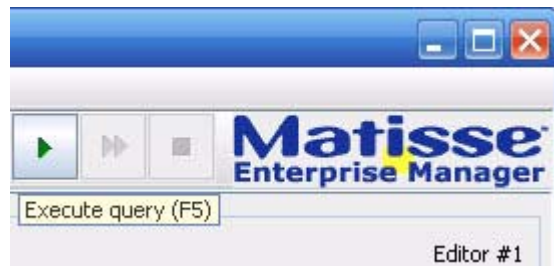 Matisse
Enterprise Manager
Execute query (F5)
Editor #1